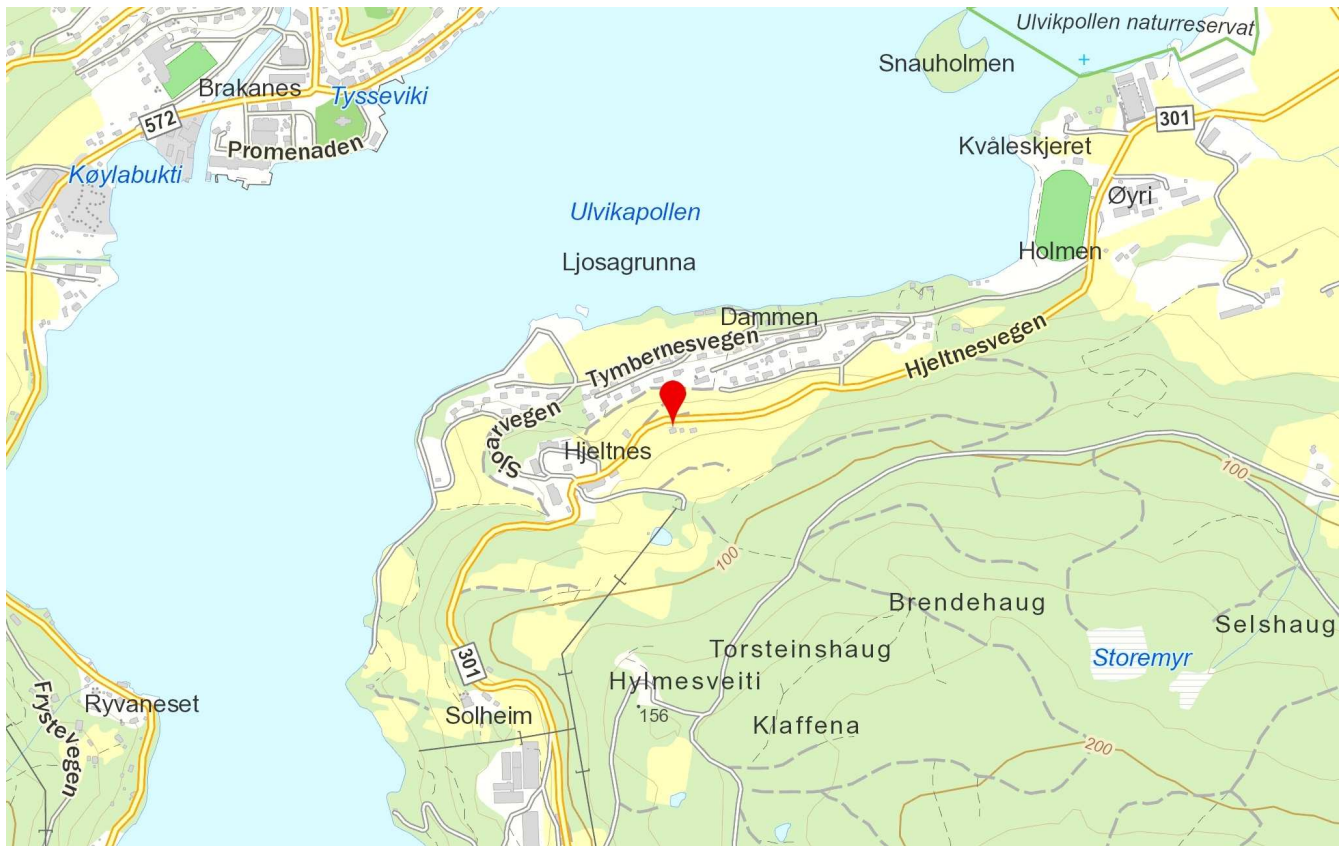 Ulvikpollen naturreservat
Snauholmen
Brakanes
Tysseviki
572
301
Promenaden
Kvåleskjeret
Køylabukti
Øyri
Ulvikapollen
Holmen
Ljosagrunna
Dammen
Tymbernesvegen
Hjeltnesvegen
Sjoarvegen
Hjeltnes
100
100
Brendehaug
Selshaug
Torsteinshaug
Storemyr
301
Hylmesveiti
Ryvaneset
Frystevegen
Solheim
156
Klaffena
200